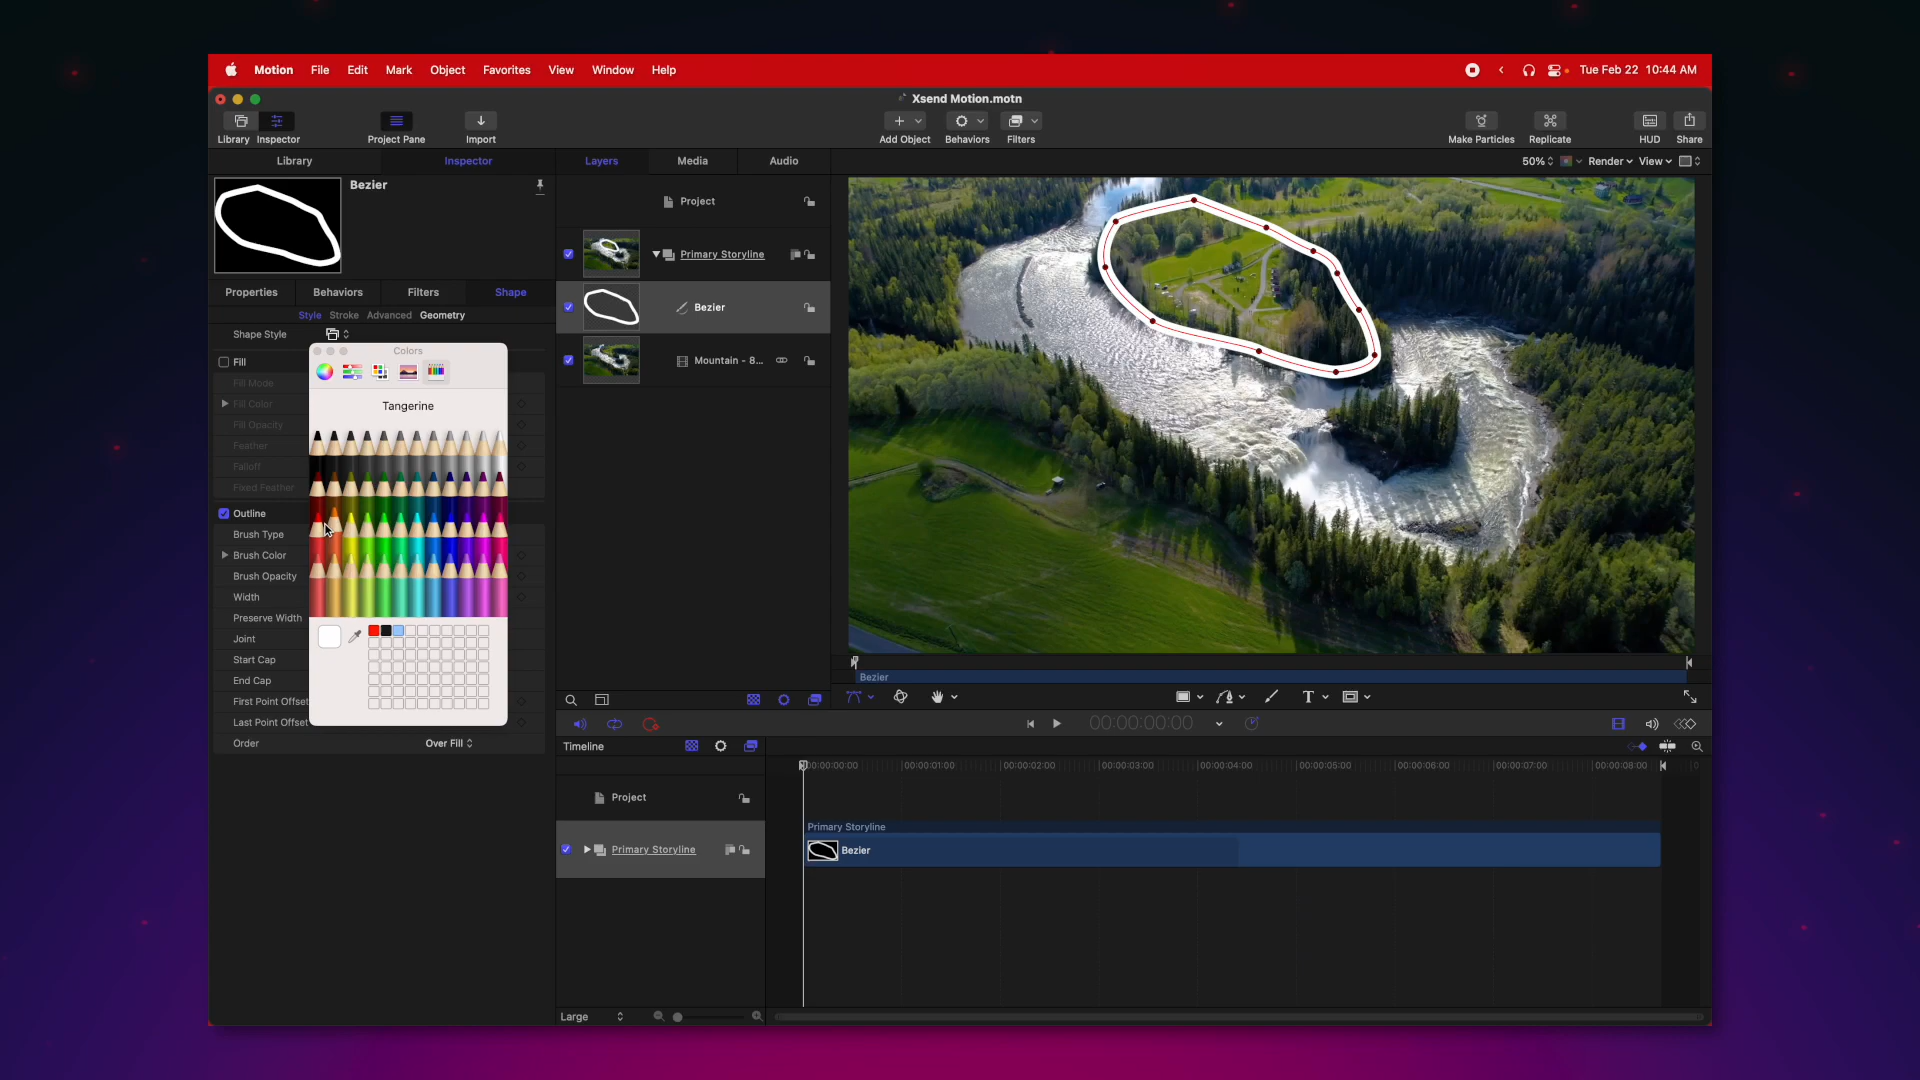 Motion File Edit Mark Object Favorites View Window Help Tue Feb 22 10:44 AM
Xsend Motion.motn
Library Inspector Project Pane Import Add Object Behaviors Filters Make Particles Replicate HUD Share
Library Inspector Layers Media Audio 50% Render View
Bezier
Project
Primary Storyline
Bezier
Mountain - 8...
Properties Behaviors Filters Shape
Style Stroke Advanced Geometry
Shape Style
Fill
Fill Mode
Fill Color
Fill Opacity
Feather
Falloff
Fixed Feather
Outline
Brush Type
Brush Color
Brush Opacity
Width
Preserve Width
Joint
Start Cap
End Cap
First Point Offset
Last Point Offset
Order Over Fill
Colors
Tangerine
Bezier
T
00:00:00:00
Timeline
00:00:00:00 00:00:01:00 00:00:02:00 00:00:03:00 00:00:04:00 00:00:05:00 00:00:06:00 00:00:07:00 00:00:08:00
Project
Primary Storyline
Primary Storyline
Bezier
Large